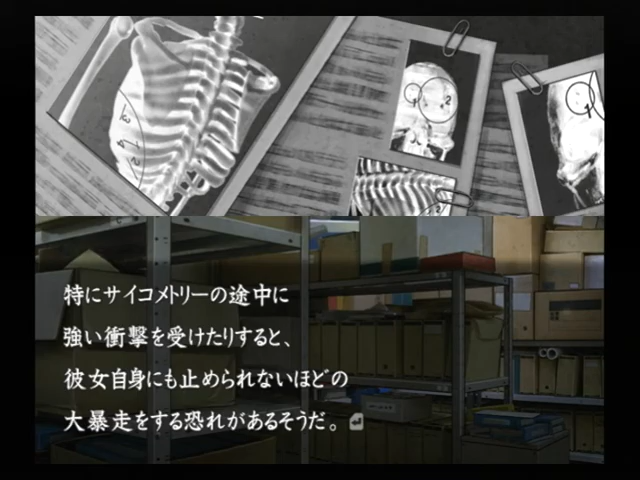 特にサイコメトリーの途中に
強い衝撃を受けたりすると、
彼女自身にも止められないほどの
大暴走をする恐れがあるそうだ。